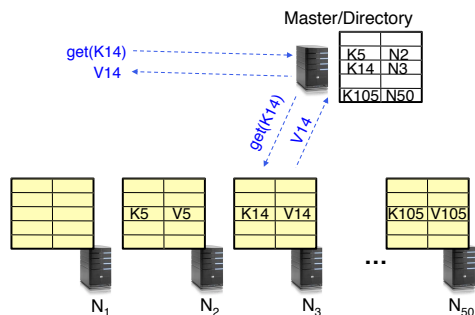 Master/Directory
get(K14)
V14
K5 N2
K14 N3
K105 N50
get(K14)
V14
K5 V5
K14 V14
K105 V105
...
N1
N2
N3
N50